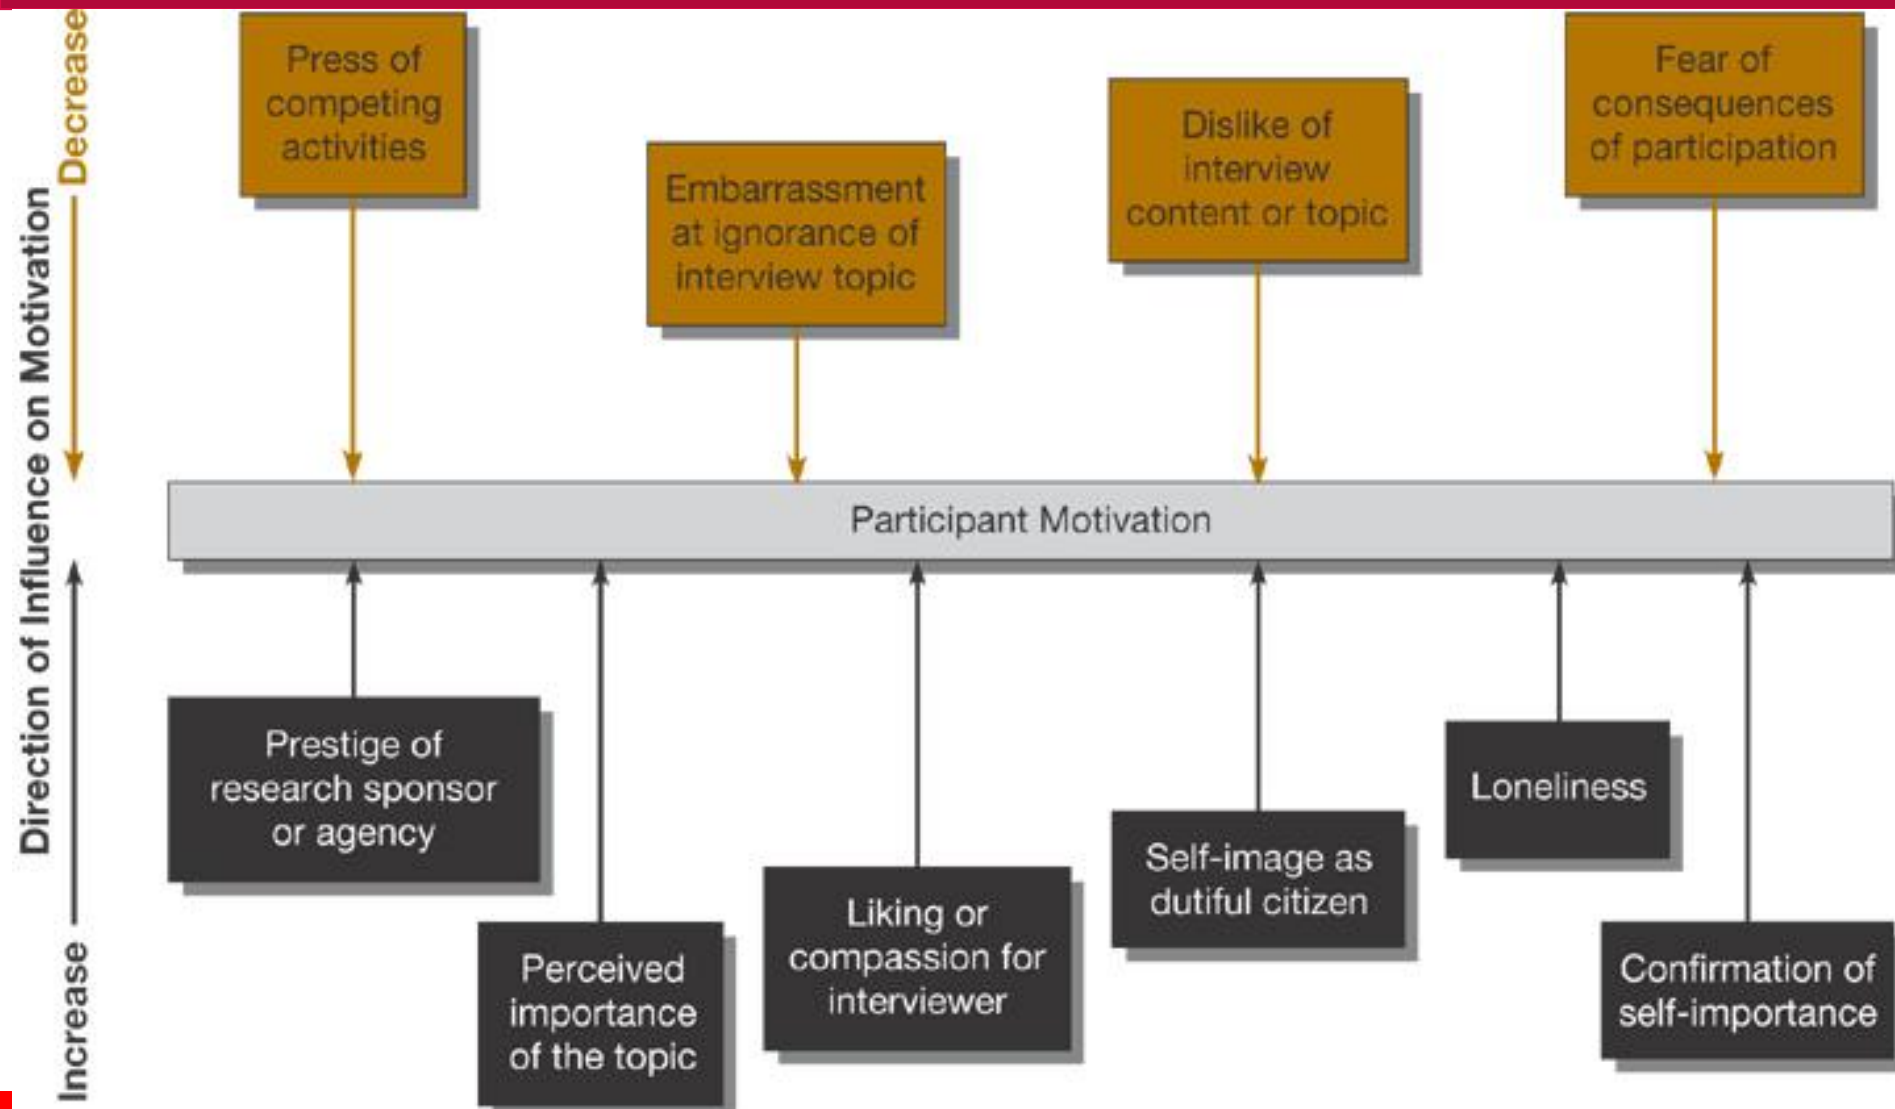 Direction of Influence on Motivation
Decrease
Press of
competing
activities
Embarrassment
at ignorance of
interview topic
Dislike of
interview
content or topic
Fear of
consequences
of participation
Participant Motivation
Increase
Prestige of
research sponsor
or agency
Perceived
importance
of the topic
Liking or
compassion for
interviewer
Self-image as
dutiful citizen
Loneliness
Confirmation of
self-importance